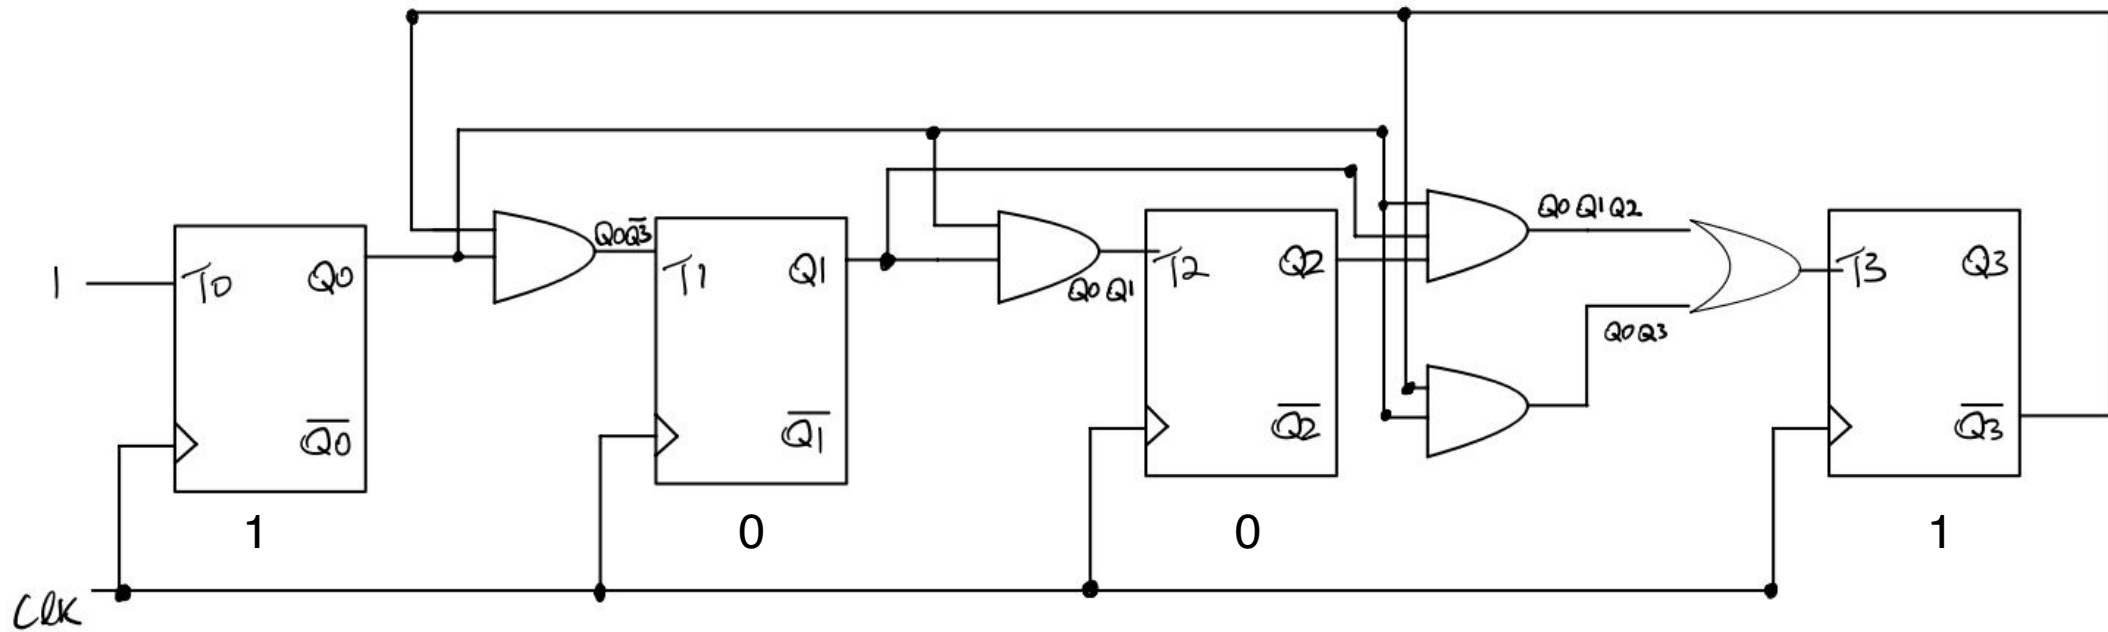 Q0Q̅3̅
Q0Q1Q2
1
T0
Q0
T1
Q1
Q0Q1
T2
Q2
Q0Q3
T3
Q3
Q̅0̅
Q̅1̅
Q̅2̅
Q̅3̅
1
0
0
1
Clk